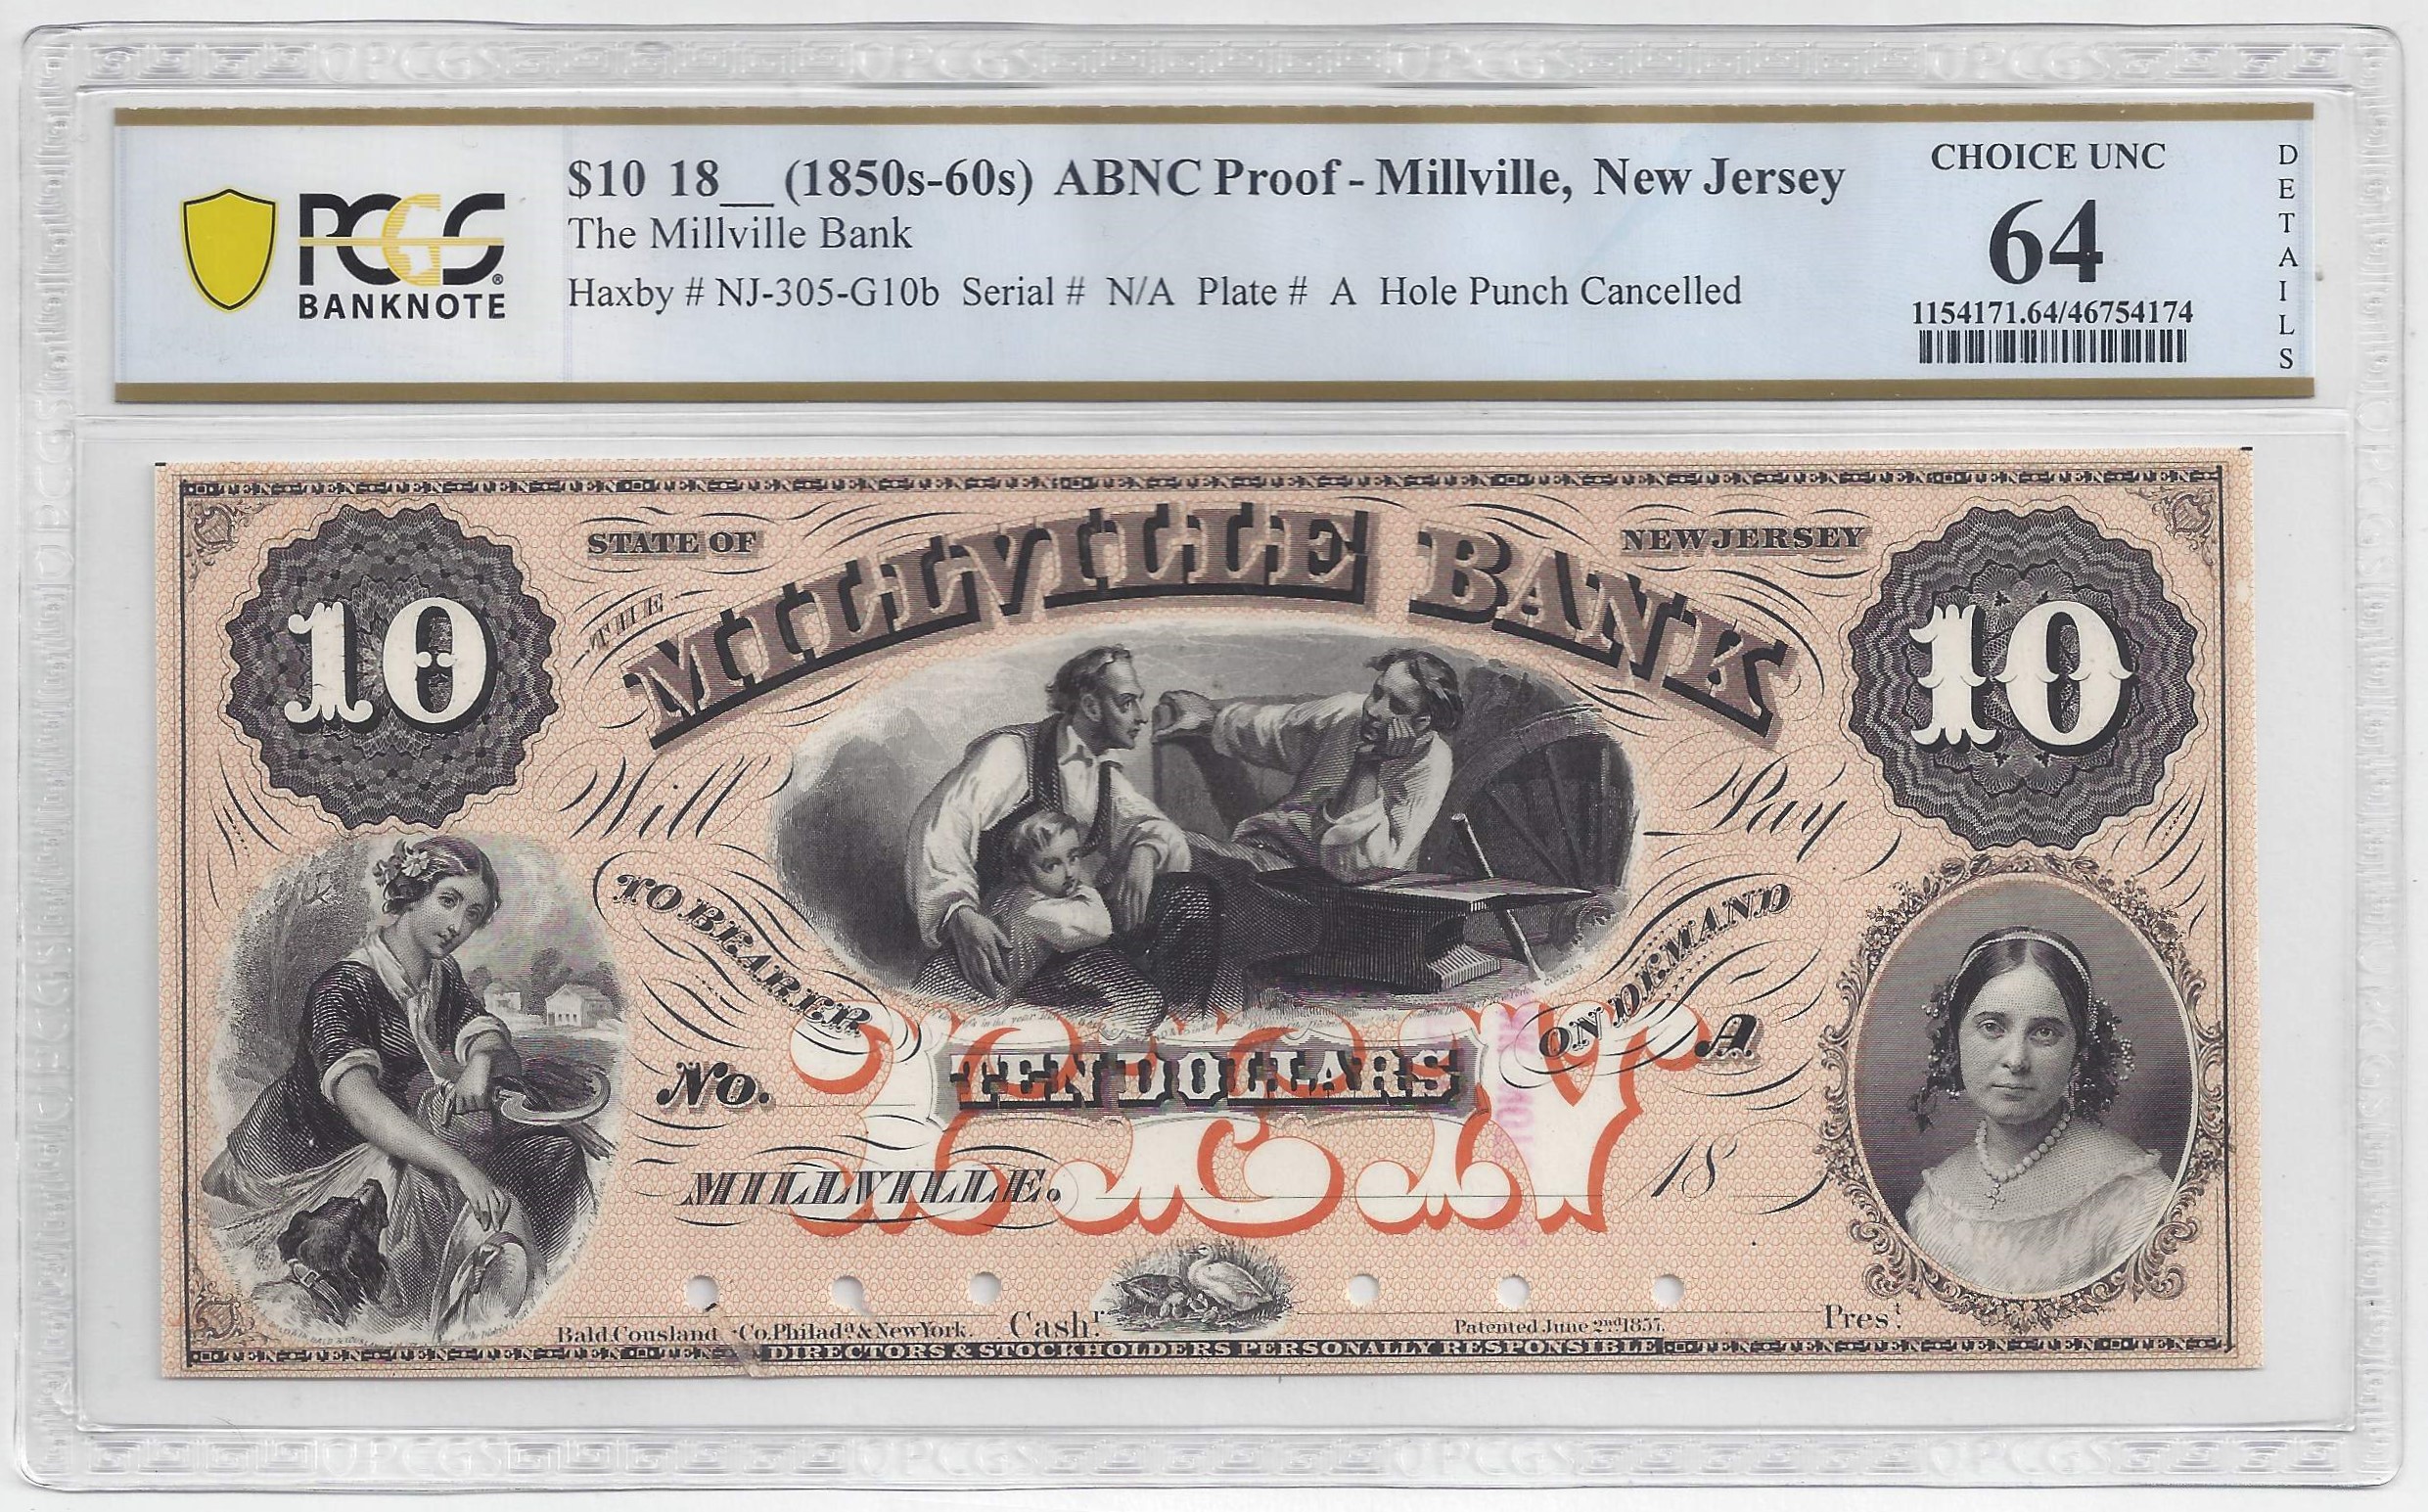 $10 18__ (1850s-60s) ABNC Proof - Millville, New Jersey
The Millville Bank
Haxby # NJ-305-G10b Serial # N/A Plate # A Hole Punch Cancelled
PCGS
BANKNOTE
CHOICE UNC
64
1154171.64/46754174
DETAILS
STATE OF
NEW JERSEY
10
10
THE
MILLVILLE BANK
Will
Pay
TO BEARER
ON DEMAND
No.
TEN DOLLARS
A
TEN
MILLVILLE.
18
Bald, Cousland Co. Philada. & New York.
Cashr.
Patented June 2nd 1857.
Prest.
DIRECTORS & STOCKHOLDERS PERSONALLY RESPONSIBLE